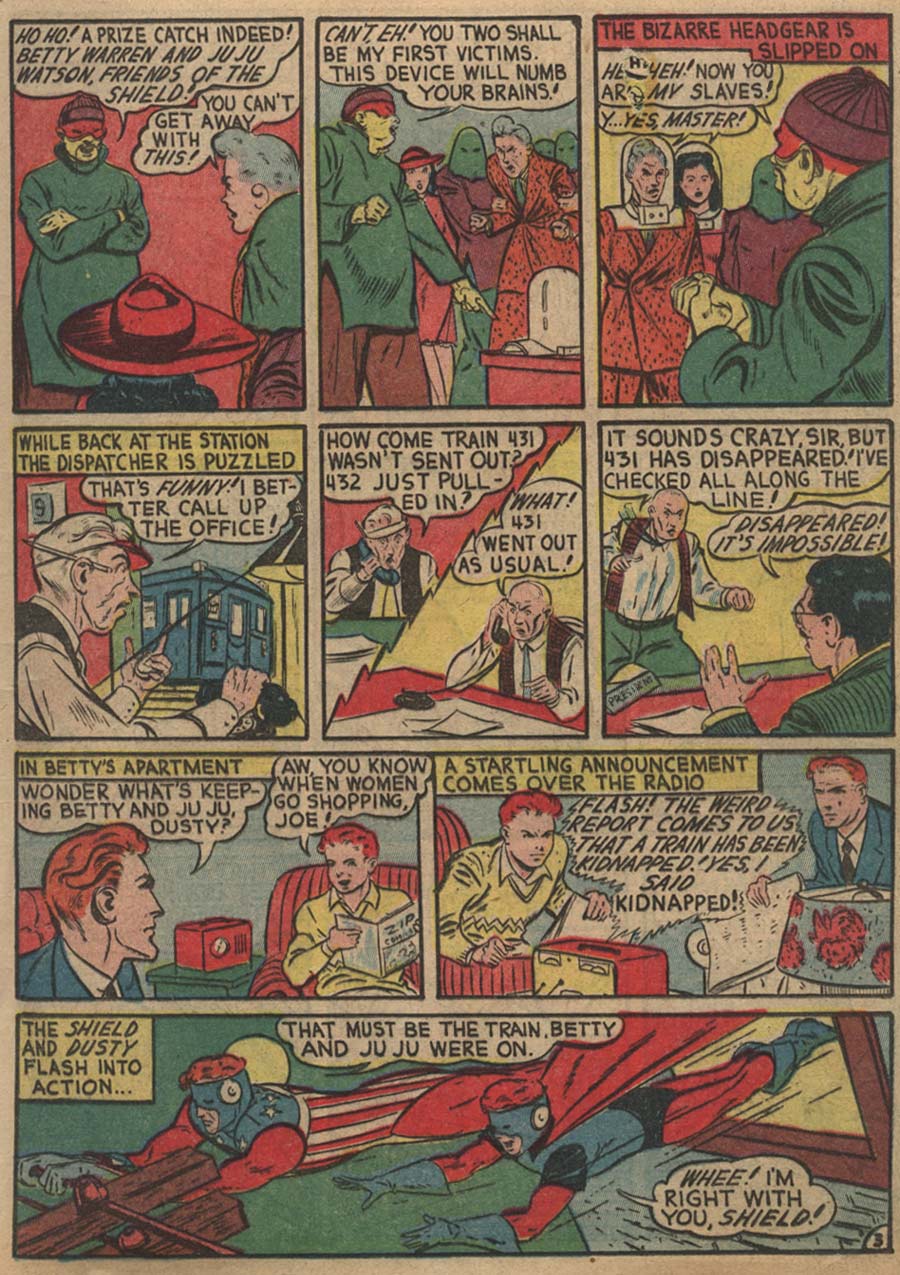 HO HO! A PRIZE CATCH INDEED!
BETTY WARREN AND JU JU
WATSON, FRIENDS OF THE
SHIELD!
YOU CAN'T
GET AWAY
WITH
THIS!
CAN'T, EH! YOU TWO SHALL
BE MY FIRST VICTIMS.
THIS DEVICE WILL NUMB
YOUR BRAINS!
THE BIZARRE HEADGEAR IS
SLIPPED ON
HEH HEH! NOW YOU
ARE MY SLAVES!
Y...YES, MASTER!
WHILE BACK AT THE STATION
THE DISPATCHER IS PUZZLED
THAT'S FUNNY! I BET-
TER CALL UP
THE OFFICE!
9
HOW COME TRAIN 431
WASN'T SENT OUT?
432 JUST PULL-
ED IN?
WHAT!
431
WENT OUT
AS USUAL!
IT SOUNDS CRAZY, SIR, BUT
431 HAS DISAPPEARED! I'VE
CHECKED ALL ALONG THE
LINE!
DISAPPEARED!
IT'S IMPOSSIBLE!
PRESIDENT
IN BETTY'S APARTMENT
WONDER WHAT'S KEEP-
ING BETTY AND JU JU,
DUSTY?
AW, YOU KNOW
WHEN WOMEN
GO SHOPPING,
JOE!
ZIP
A STARTLING ANNOUNCEMENT
COMES OVER THE RADIO
FLASH! THE WEIRD
REPORT COMES TO US
THAT A TRAIN HAS BEEN
KIDNAPPED! YES, I
SAID
KIDNAPPED!
THE SHIELD
AND DUSTY
FLASH INTO
ACTION...
THAT MUST BE THE TRAIN, BETTY
AND JU JU WERE ON.
WHEE! I'M
RIGHT WITH
YOU, SHIELD!
3